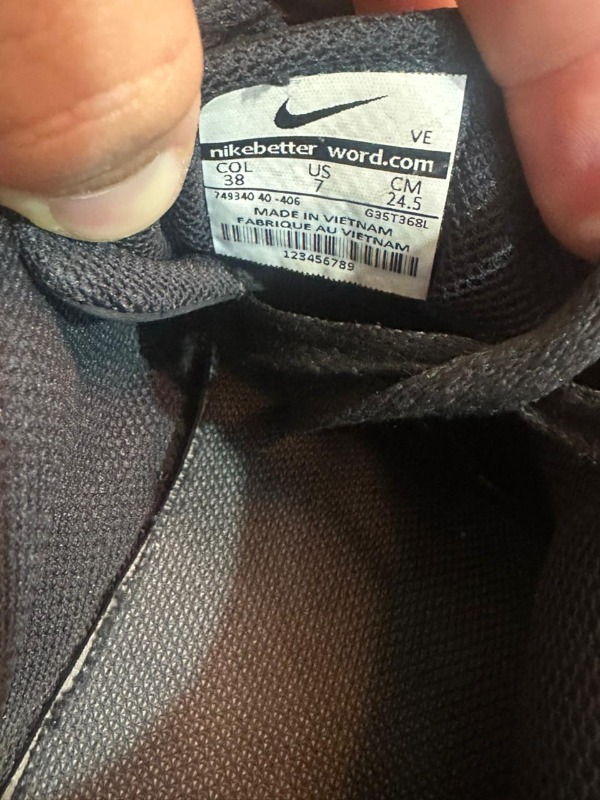 VE
nikebetter word.com
COL US CM
38 7 24.5
749340 40 -406 G35T368L
MADE IN VIETNAM
FABRIQUE AU VIETNAM
123456789